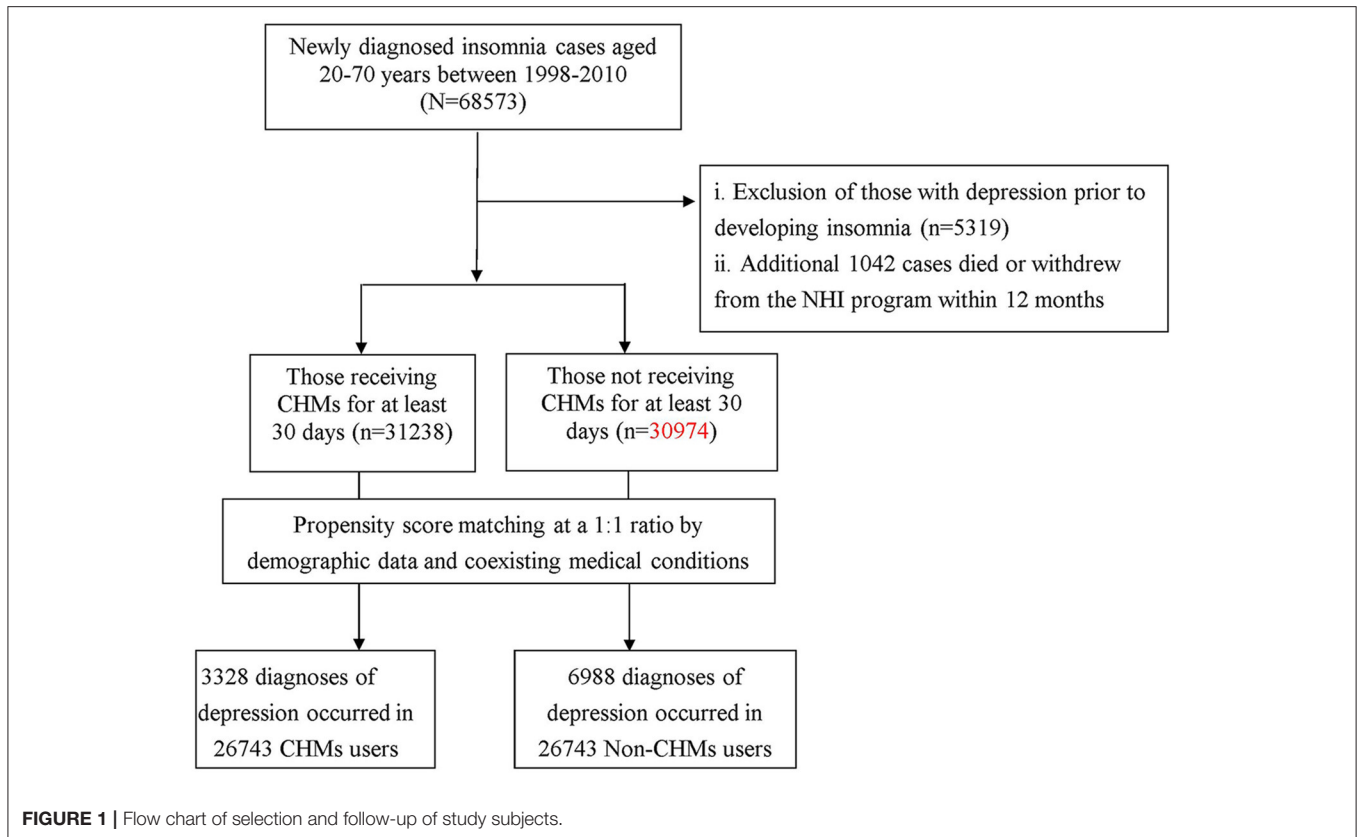 Newly diagnosed insomnia cases aged
20-70 years between 1998-2010
(N=68573)
i. Exclusion of those with depression prior to
developing insomnia (n=5319)
ii. Additional 1042 cases died or withdrew
from the NHI program within 12 months
Those receiving
CHMs for at least
30 days (n=31238)
Those not receiving
CHMs for at least 30
days (n=30974)
Propensity score matching at a 1:1 ratio by
demographic data and coexisting medical conditions
3328 diagnoses of
depression occurred in
26743 CHMs users
6988 diagnoses of
depression occurred in
26743 Non-CHMs users
FIGURE 1 | Flow chart of selection and follow-up of study subjects.